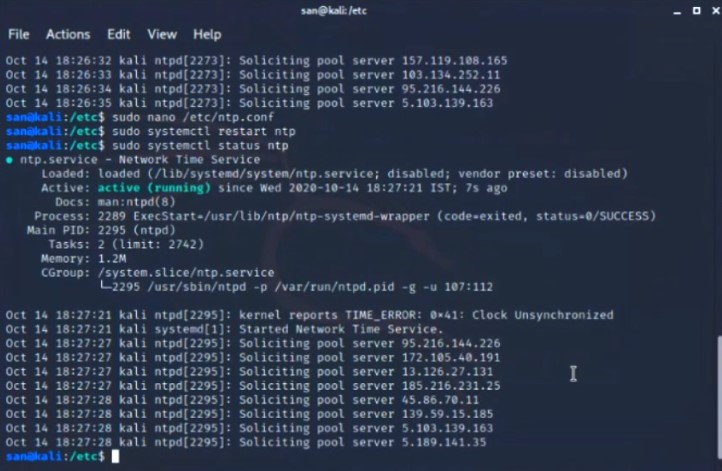 san@kali:/etc
File Actions Edit View Help
Oct 14 18:26:32 kali ntpd[2273]: Soliciting pool server 157.119.108.165
Oct 14 18:26:33 kali ntpd[2273]: Soliciting pool server 103.134.252.11
Oct 14 18:26:34 kali ntpd[2273]: Soliciting pool server 95.216.144.226
Oct 14 18:26:35 kali ntpd[2273]: Soliciting pool server 5.103.139.163
san@kali:/etc$ sudo nano /etc/ntp.conf
san@kali:/etc$ sudo systemctl restart ntp
san@kali:/etc$ sudo systemctl status ntp
● ntp.service - Network Time Service
Loaded: loaded (/lib/systemd/system/ntp.service; disabled; vendor preset: disabled)
Active: active (running) since Wed 2020-10-14 18:27:21 IST; 7s ago
Docs: man:ntpd(8)
Process: 2289 ExecStart=/usr/lib/ntp/ntp-systemd-wrapper (code=exited, status=0/SUCCESS)
Main PID: 2295 (ntpd)
Tasks: 2 (limit: 2742)
Memory: 1.2M
CGroup: /system.slice/ntp.service
└─2295 /usr/sbin/ntpd -p /var/run/ntpd.pid -g -u 107:112
Oct 14 18:27:21 kali ntpd[2295]: kernel reports TIME_ERROR: 0×41: Clock Unsynchronized
Oct 14 18:27:21 kali systemd[1]: Started Network Time Service.
Oct 14 18:27:25 kali ntpd[2295]: Soliciting pool server 95.216.144.226
Oct 14 18:27:26 kali ntpd[2295]: Soliciting pool server 172.105.40.191
Oct 14 18:27:27 kali ntpd[2295]: Soliciting pool server 13.126.27.131
Oct 14 18:27:27 kali ntpd[2295]: Soliciting pool server 185.216.231.25
Oct 14 18:27:28 kali ntpd[2295]: Soliciting pool server 45.86.70.11
Oct 14 18:27:28 kali ntpd[2295]: Soliciting pool server 139.59.15.185
Oct 14 18:27:28 kali ntpd[2295]: Soliciting pool server 5.103.139.163
Oct 14 18:27:28 kali ntpd[2295]: Soliciting pool server 5.189.141.35
san@kali:/etc$